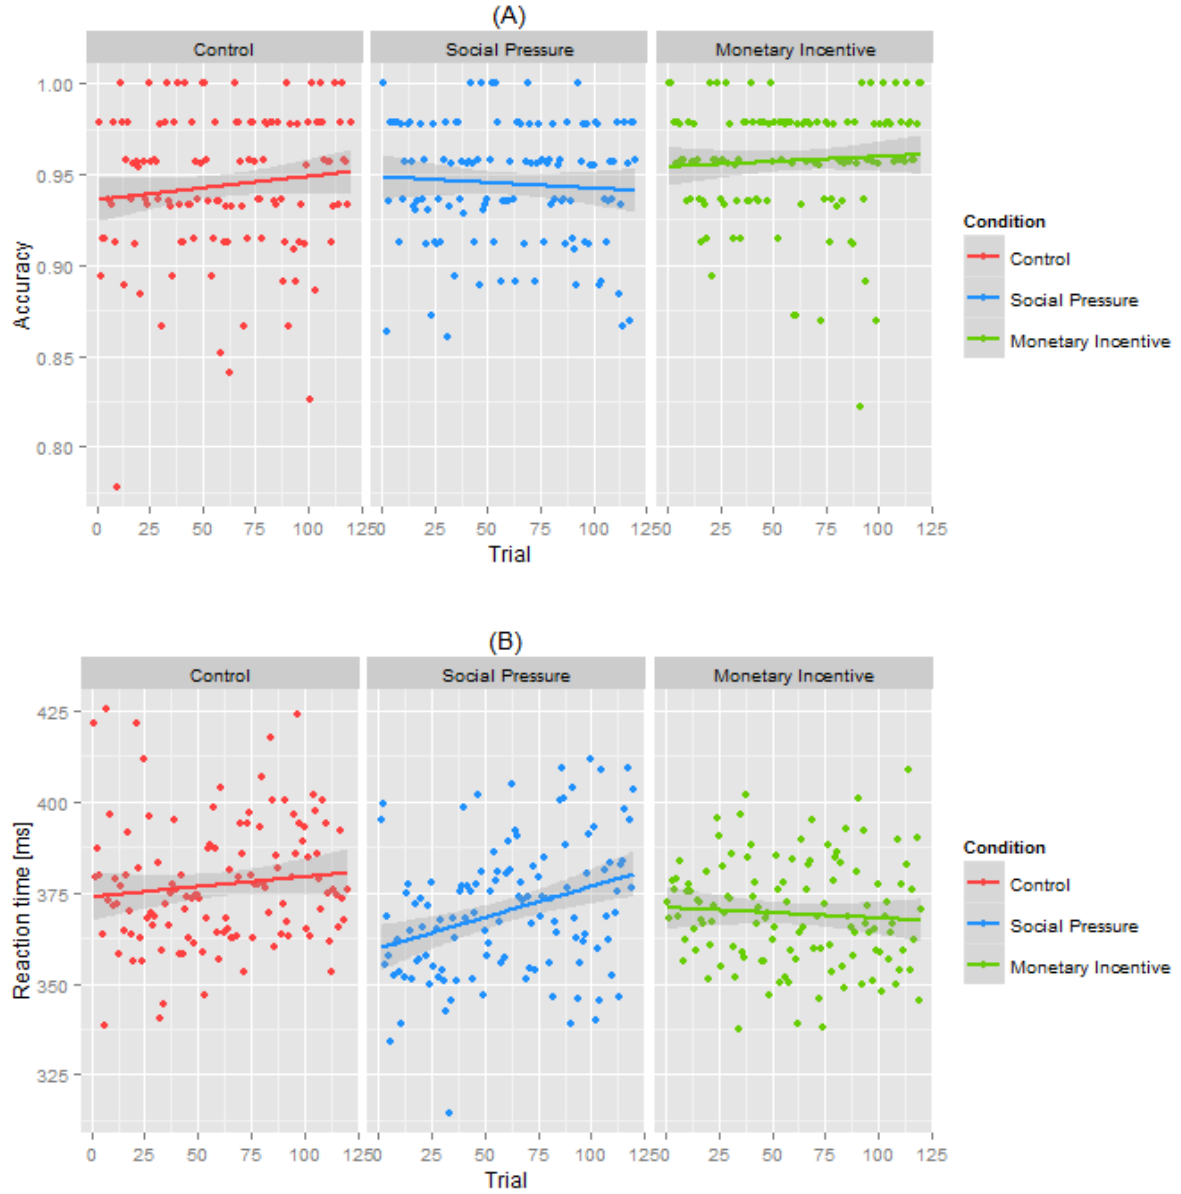 (A)
Control Social Pressure Monetary Incentive
1.00
0.95
0.90
0.85
0.80
Accuracy
0 25 50 75 100 1250 25 50 75 100 1250 25 50 75 100 125
Trial
Condition
Control
Social Pressure
Monetary Incentive
(B)
Control Social Pressure Monetary Incentive
425
400
375
350
325
Reaction time [ms]
0 25 50 75 100 1250 25 50 75 100 1250 25 50 75 100 125
Trial
Condition
Control
Social Pressure
Monetary Incentive